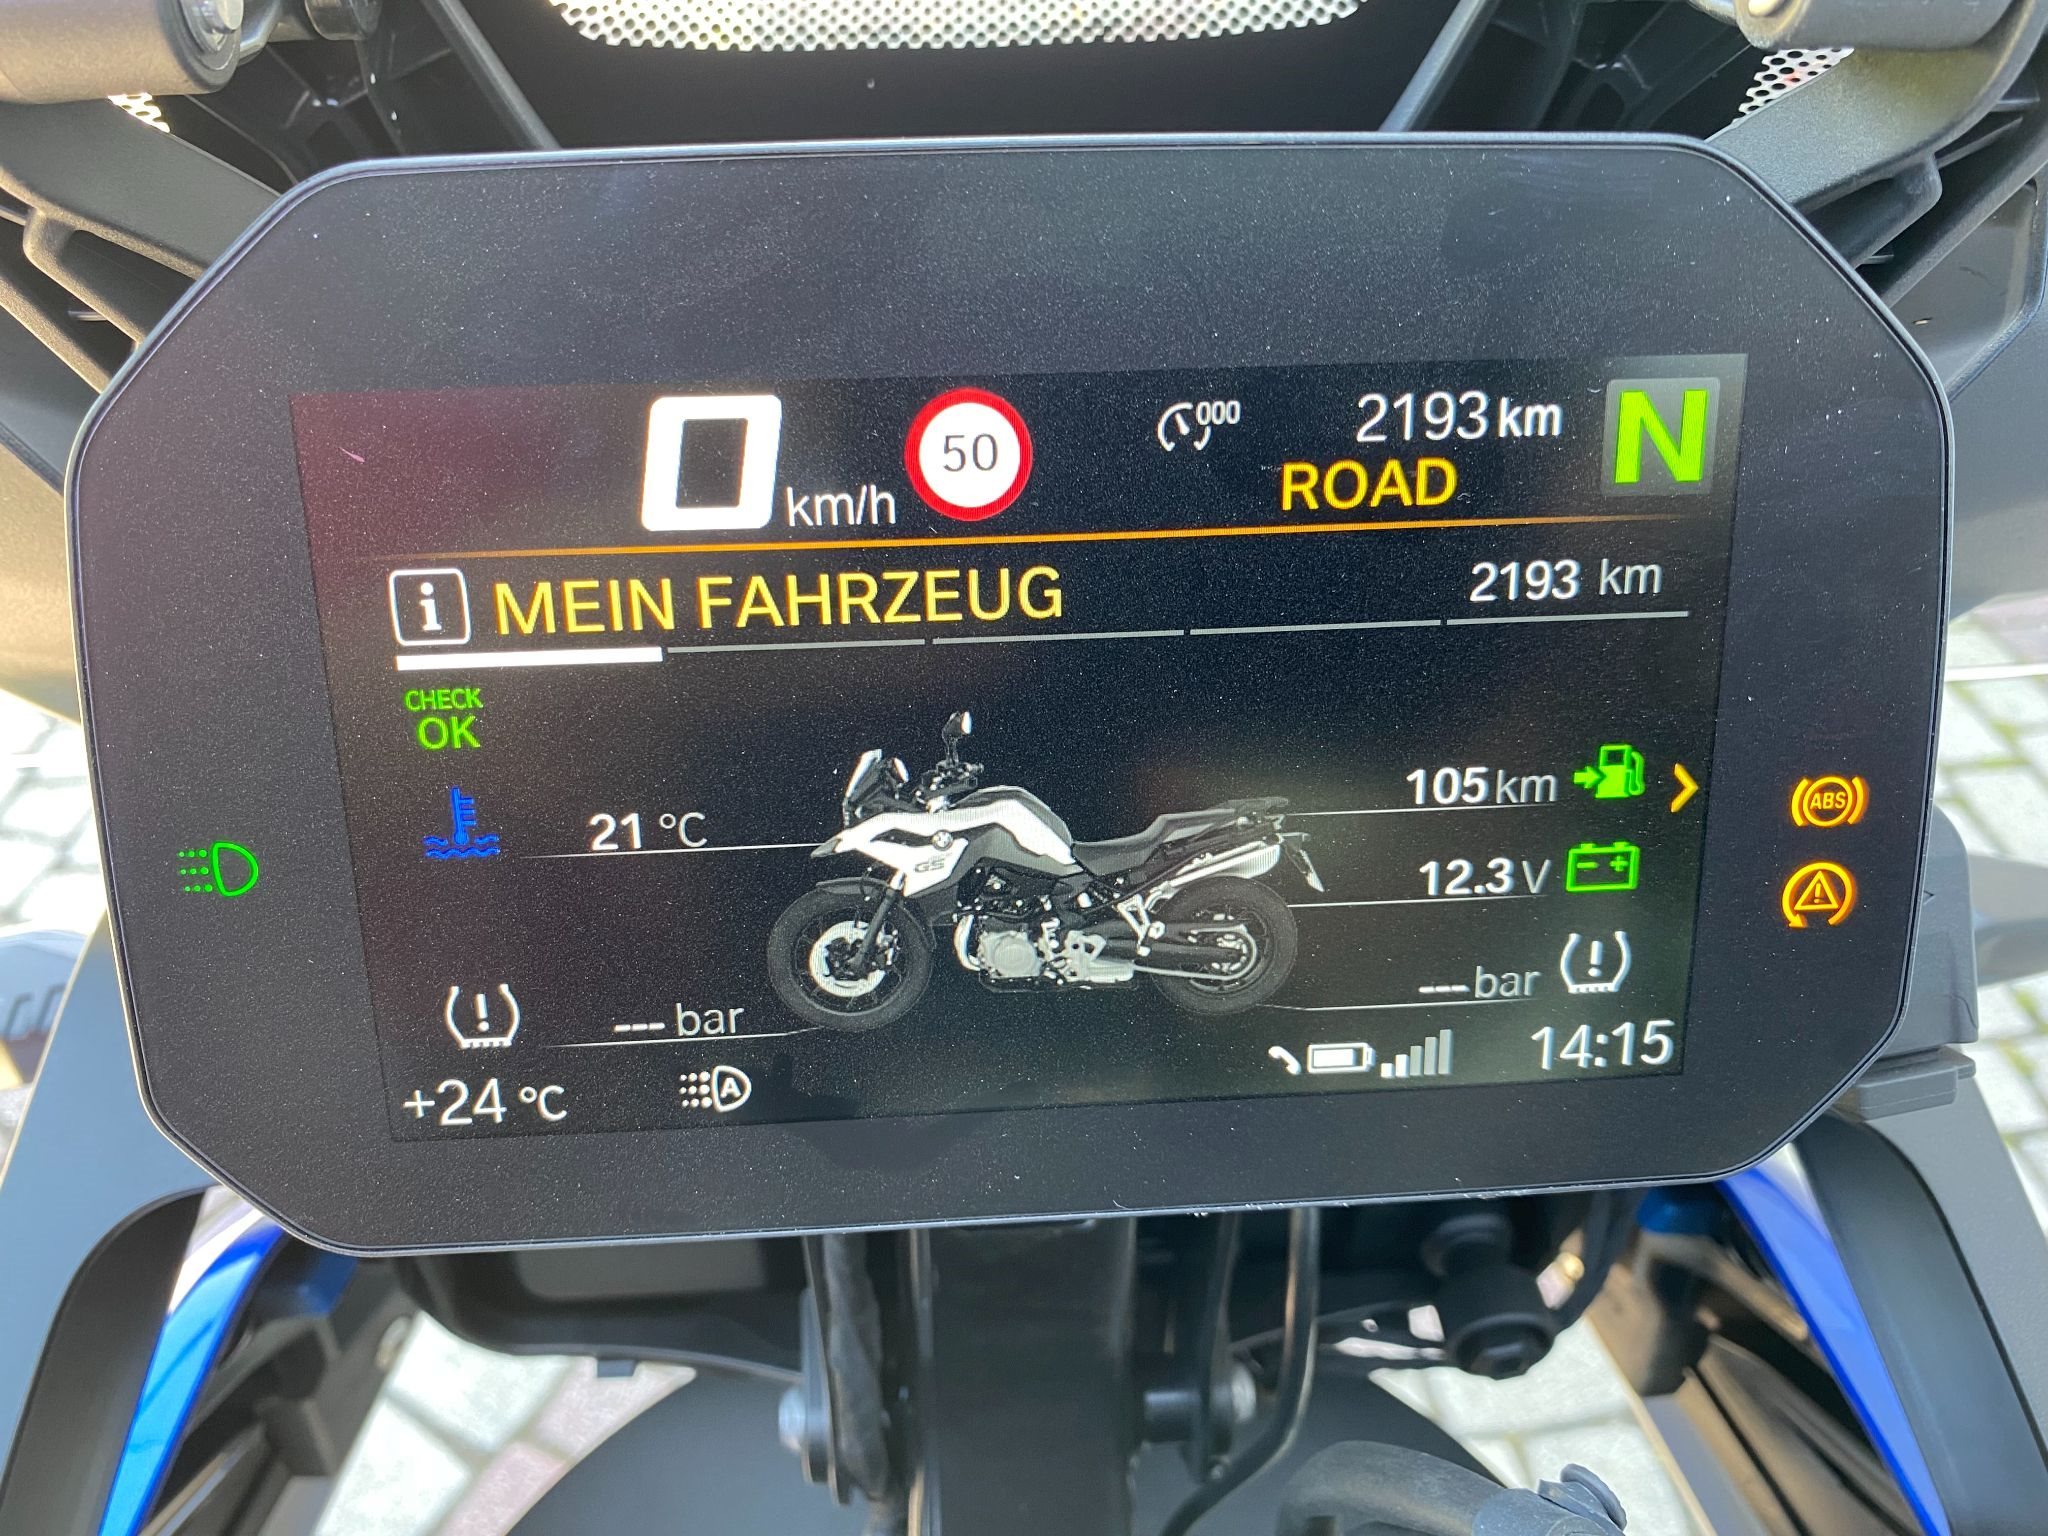 0 km/h
50
000
2193 km
ROAD
N
i MEIN FAHRZEUG
2193 km
CHECK
OK
21 °C
105 km
12.3 V
GS
--- bar
--- bar
+24 °C
A
14:15
ABS